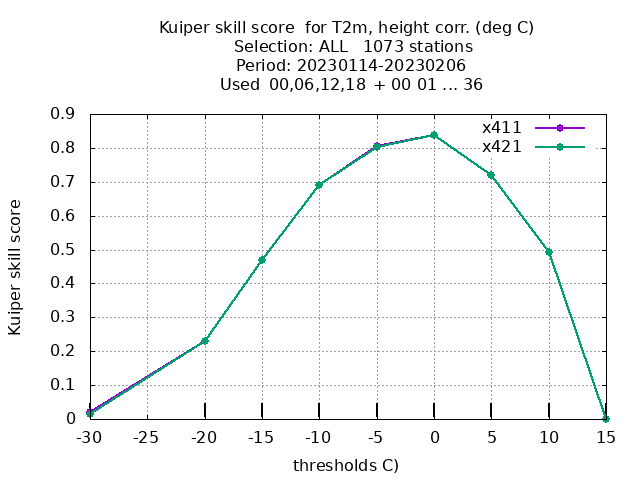 Kuiper skill score  for T2m, height corr. (deg C)
Selection: ALL   1073 stations
Period: 20230114-20230206
Used  00,06,12,18  + 00 01 ... 36
x411
x421
0.9
0.8
0.7
0.6
0.5
0.4
0.3
0.2
0.1
0
Kuiper skill score
-30 -25 -20 -15 -10 -5 0 5 10 15
thresholds C)